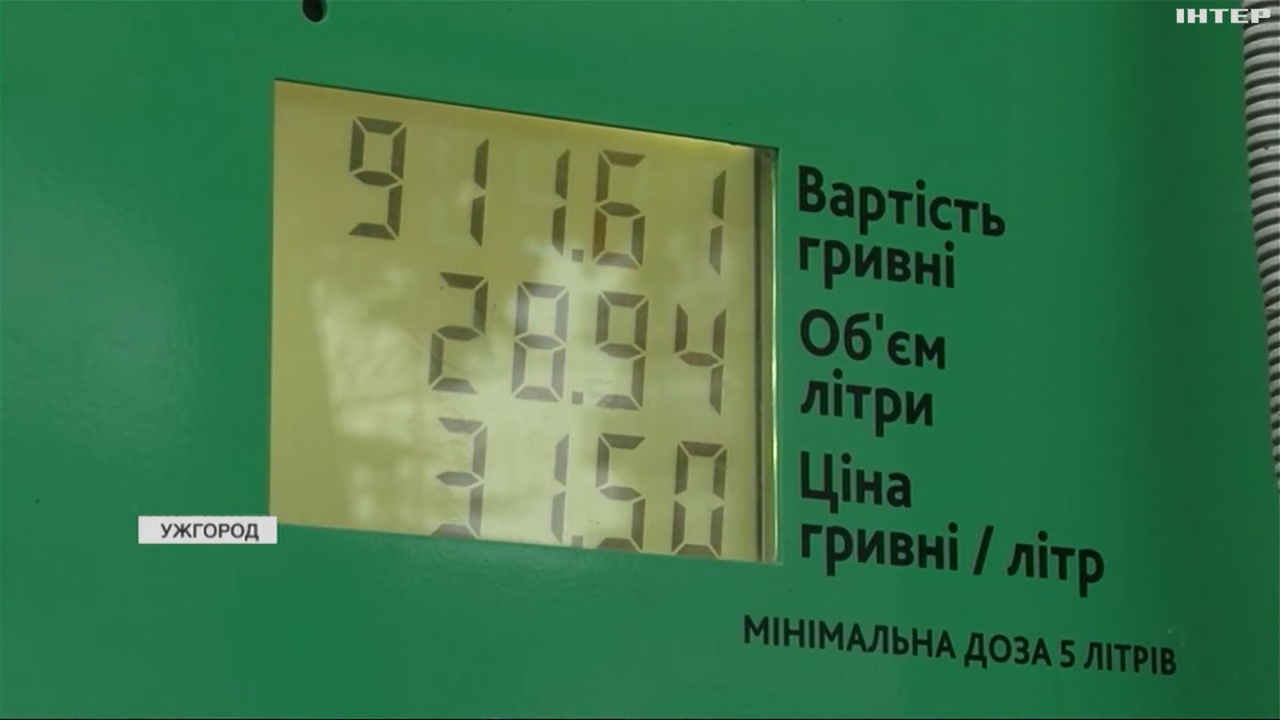 ІНТЕР
911.61
Вартість
гривні
28.94
Об'єм
літри
31.50
Ціна
гривні / літр
УЖГОРОД
МІНІМАЛЬНА ДОЗА 5 ЛІТРІВ